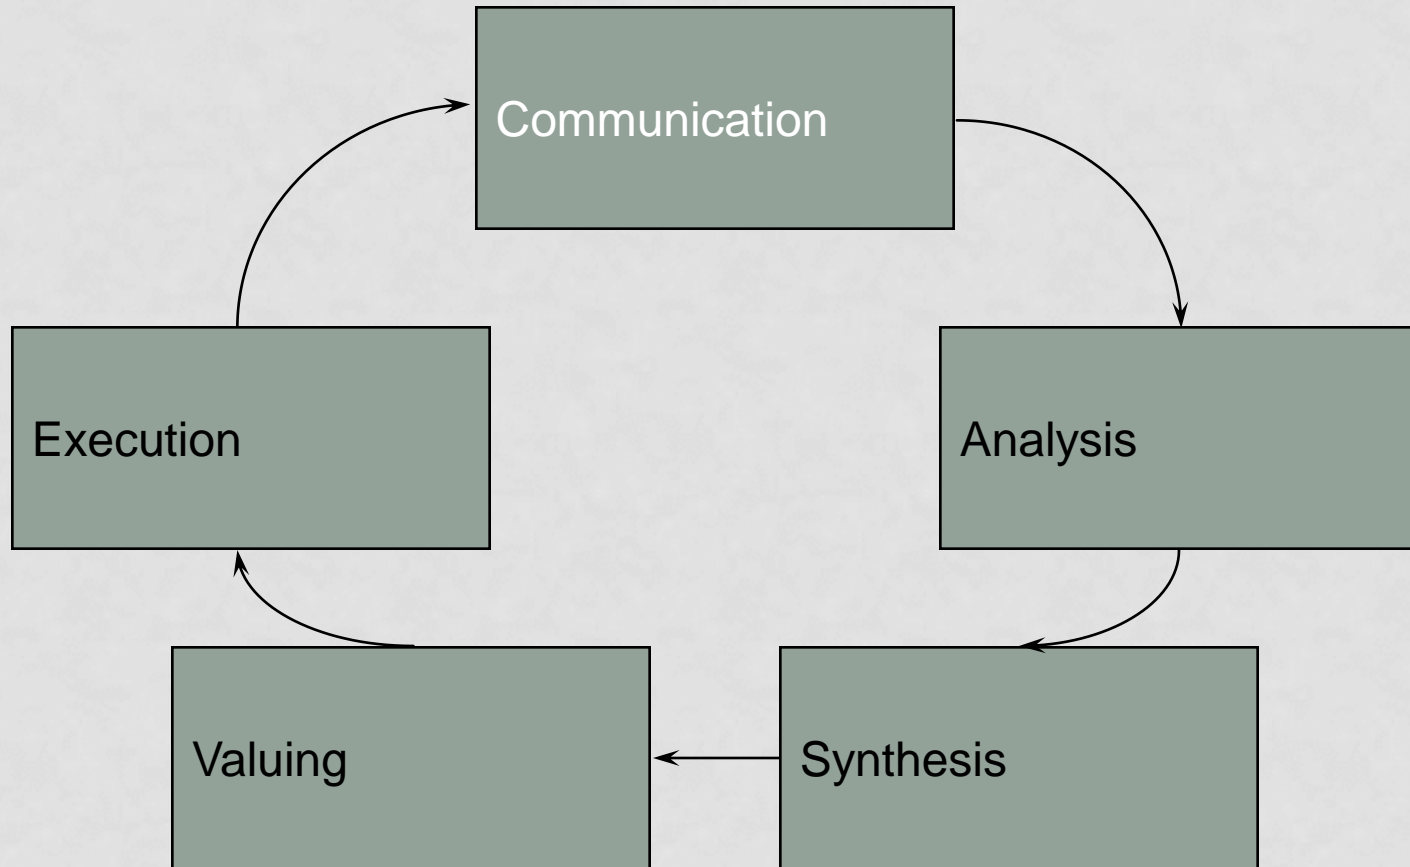 Communication
Execution
Analysis
Valuing
Synthesis